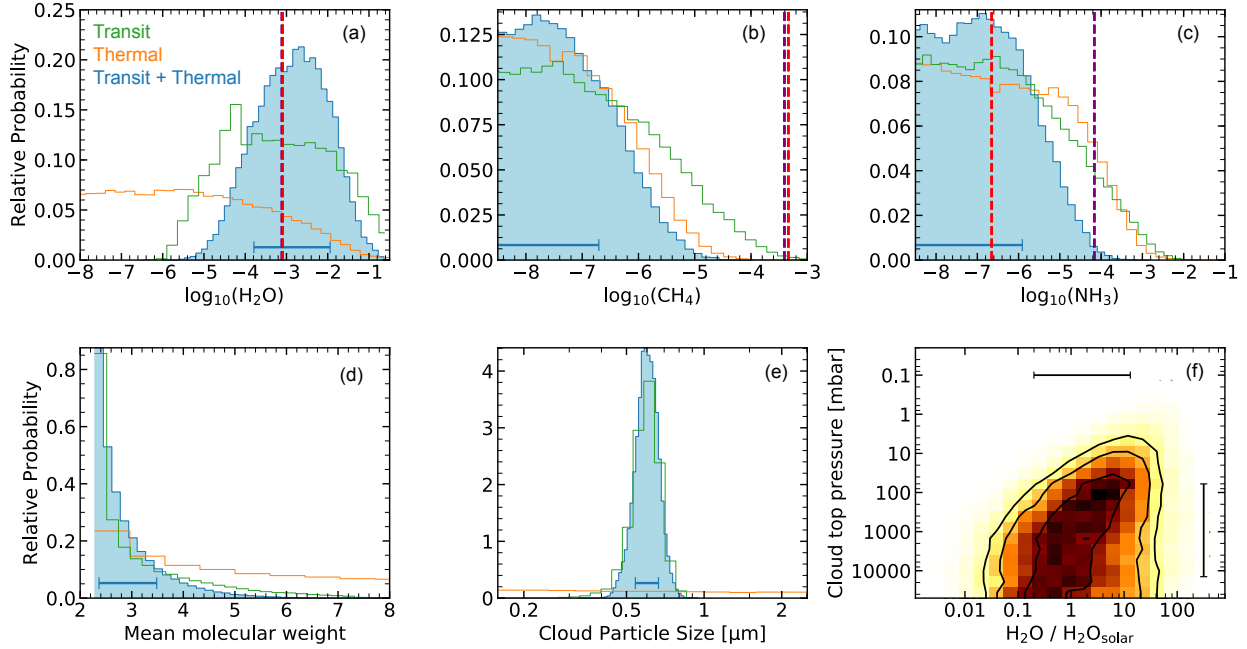 Relative Probability
0.25
0.20
0.15
0.10
0.05
0.00
Transit
Thermal
Transit + Thermal
(a)
−8 −7 −6 −5 −4 −3 −2 −1
log₁₀(H₂O)
0.125
0.100
0.075
0.050
0.025
0.000
(b)
−8 −7 −6 −5 −4 −3
log₁₀(CH₄)
0.10
0.08
0.06
0.04
0.02
0.00
(c)
−8 −7 −6 −5 −4 −3 −2 −1
log₁₀(NH₃)
Relative Probability
0.8
0.6
0.4
0.2
0.0
(d)
2 3 4 5 6 7 8
Mean molecular weight
4
3
2
1
0
(e)
0.2 0.5 1 2
Cloud Particle Size [μm]
Cloud top pressure [mbar]
0.1
1
10
100
1000
10000
(f)
0.01 0.1 1 10 100
H₂O / H₂Osolar